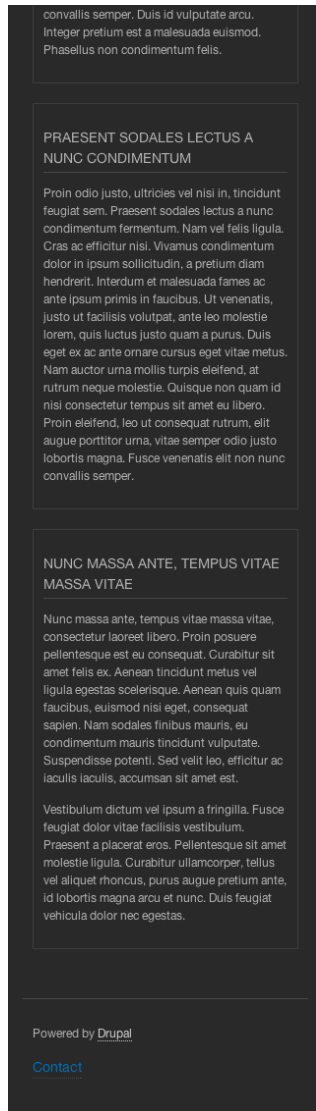 convallis semper. Duis id vulputate arcu.
Integer pretium est a malesuada euismod.
Phasellus non condimentum felis.
PRAESENT SODALES LECTUS A
NUNC CONDIMENTUM
Proin odio justo, ultricies vel nisi in, tincidunt
feugiat sem. Praesent sodales lectus a nunc
condimentum fermentum. Nam vel felis ligula.
Cras ac efficitur nisi. Vivamus condimentum
dolor in ipsum sollicitudin, a pretium diam
hendrerit. Interdum et malesuada fames ac
ante ipsum primis in faucibus. Ut venenatis,
justo ut facilisis volutpat, ante leo molestie
lorem, quis luctus justo quam a purus. Duis
eget ex ac ante ornare cursus eget vitae metus.
Nam auctor urna mollis turpis eleifend, at
rutrum neque molestie. Quisque non quam id
nisi consectetur tempus sit amet eu libero.
Proin eleifend, leo ut consequat rutrum, elit
augue porttitor urna, vitae semper odio justo
lobortis magna. Fusce venenatis elit non nunc
convallis semper.
NUNC MASSA ANTE, TEMPUS VITAE
MASSA VITAE
Nunc massa ante, tempus vitae massa vitae,
consectetur laoreet libero. Proin posuere
pellentesque est eu consequat. Curabitur sit
amet felis ex. Aenean tincidunt metus vel
ligula egestas scelerisque. Aenean quis quam
faucibus, euismod nisi eget, consequat
sapien. Nam sodales finibus mauris, eu
condimentum mauris tincidunt vulputate.
Suspendisse potenti. Sed velit leo, efficitur ac
iaculis iaculis, accumsan sit amet est.
Vestibulum dictum vel ipsum a fringilla. Fusce
feugiat dolor vitae facilisis vestibulum.
Praesent a placerat eros. Pellentesque sit amet
molestie ligula. Curabitur ullamcorper, tellus
vel aliquet rhoncus, purus augue pretium ante,
id lobortis magna arcu et nunc. Duis feugiat
vehicula dolor nec egestas.
Powered by Drupal
Contact